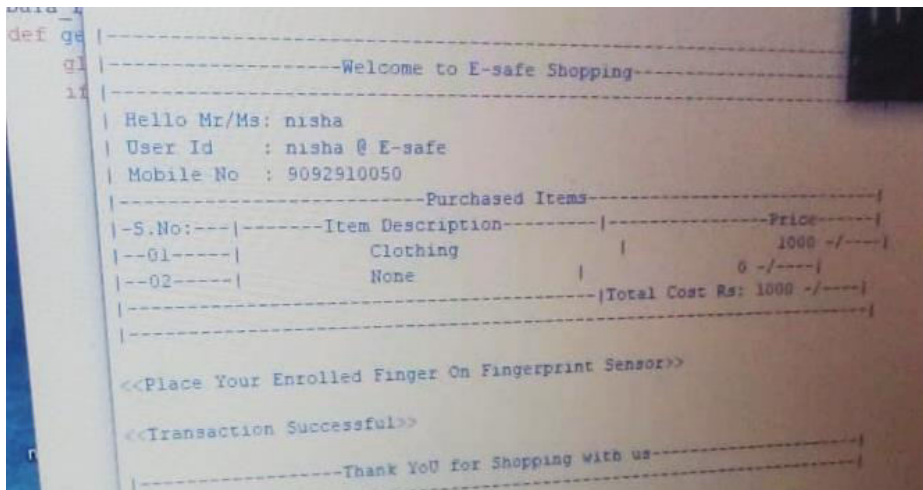 def ge
gl
if
|-----------------------------------------------------------------
|-------------------Welcome to E-safe Shopping-----------------
|-----------------------------------------------------------------
| Hello Mr/Ms: nisha
| User Id : nisha @ E-safe
| Mobile No : 9092910050
|--------------------------Purchased Items-------------------------|
|-S.No:---|-------Item Description---------|---------------Price------|
|--01-----| Clothing | 1000 -/----|
|--02-----| None | 0 -/----|
|----------------------------------------|Total Cost Rs: 1000 -/----|
|-----------------------------------------------------------------|
<<Place Your Enrolled Finger On Fingerprint Sensor>>
<<Transaction Successful>>
|------------------Thank YoU for Shopping with us-------------------|